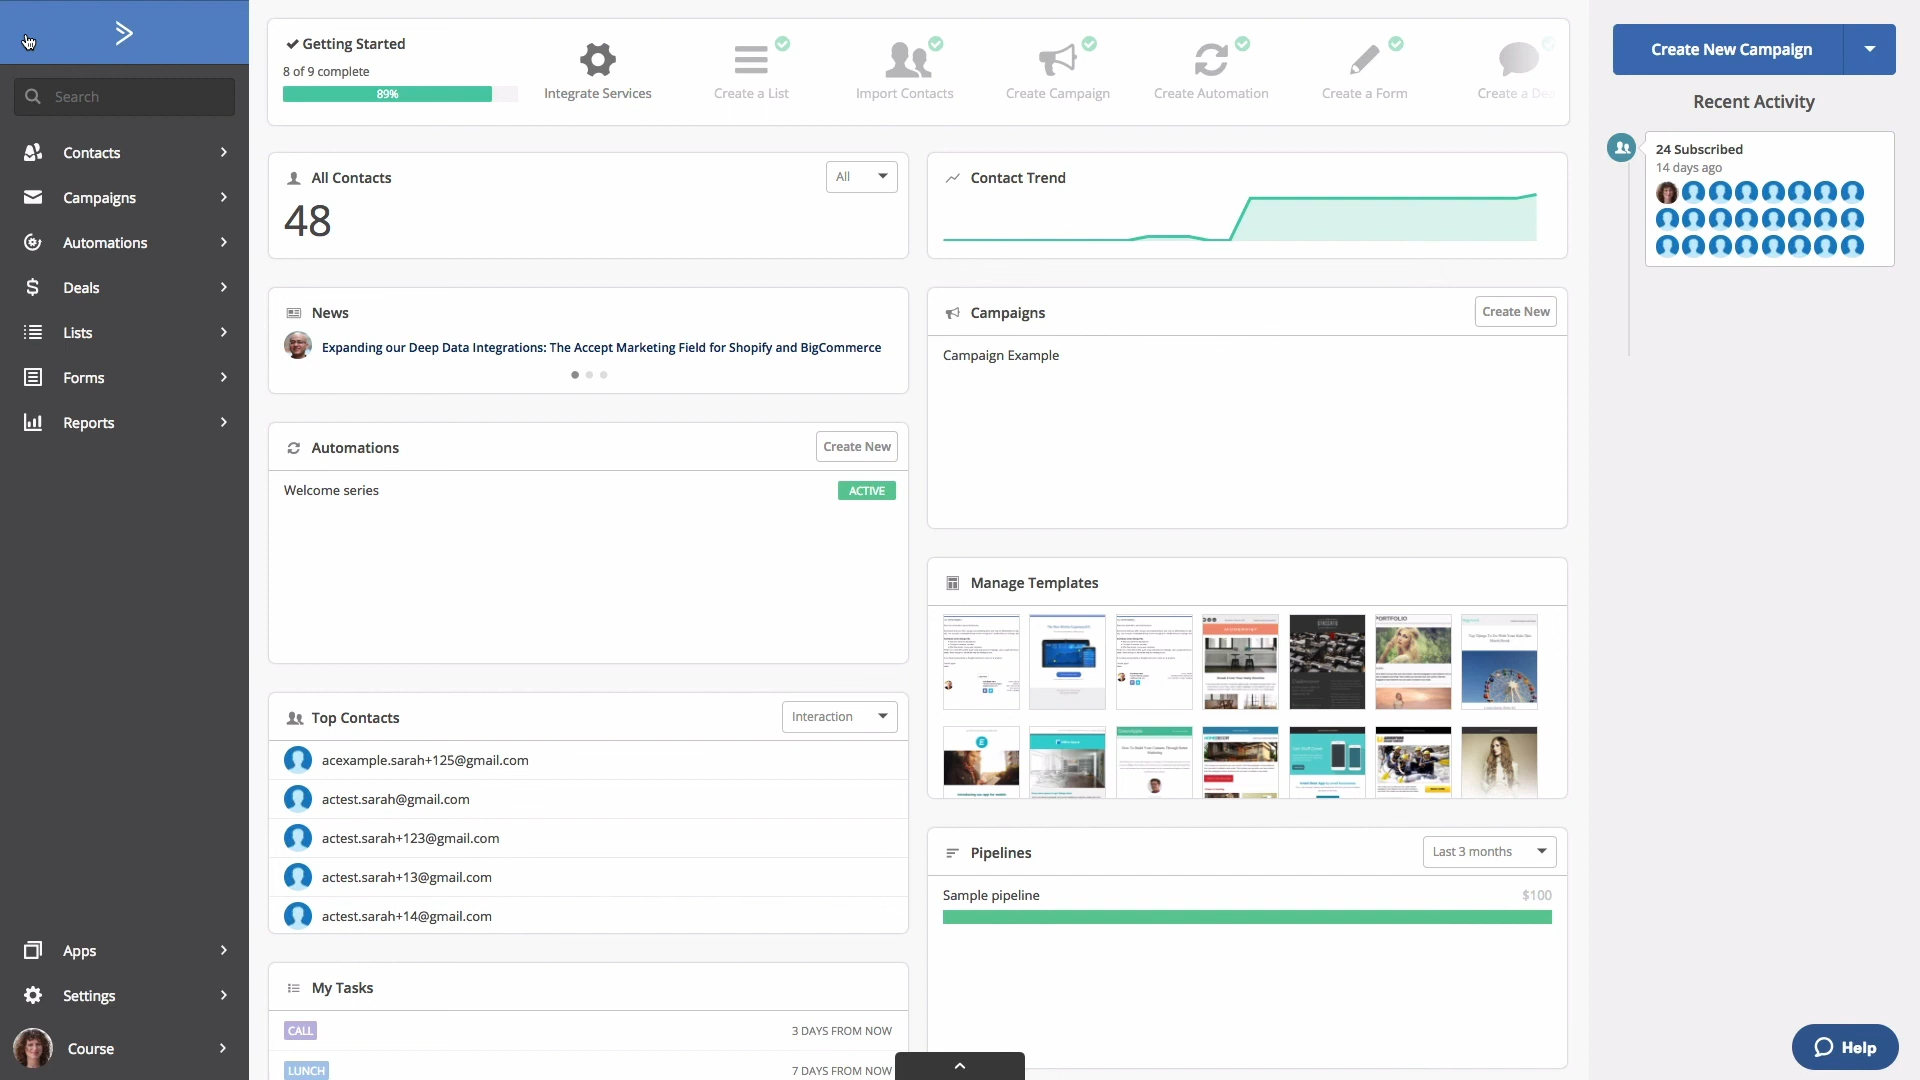 Search
Contacts
Campaigns
Automations
Deals
Lists
Forms
Reports
Apps
Settings
Course
Getting Started
8 of 9 complete
89%
Integrate Services
Create a List
Import Contacts
Create Campaign
Create Automation
Create a Form
Create a Dea
All Contacts
All
48
Contact Trend
News
Expanding our Deep Data Integrations: The Accept Marketing Field for Shopify and BigCommerce
Campaigns
Create New
Campaign Example
Automations
Create New
Welcome series
ACTIVE
Manage Templates
PORTFOLIO
Top Contacts
Interaction
acexample.sarah+125@gmail.com
actest.sarah@gmail.com
actest.sarah+123@gmail.com
actest.sarah+13@gmail.com
actest.sarah+14@gmail.com
Pipelines
Last 3 months
Sample pipeline
$100
My Tasks
CALL
3 DAYS FROM NOW
LUNCH
7 DAYS FROM NOW
Create New Campaign
Recent Activity
24 Subscribed
14 days ago
Help